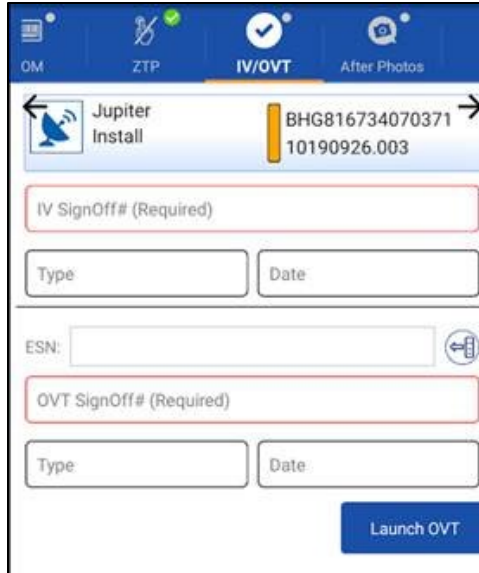 OM
ZTP
IV/OVT
After Photos
Jupiter
Install
BHG816734070371
10190926.003
IV SignOff# (Required)
Type
Date
ESN:
OVT SignOff# (Required)
Type
Date
Launch OVT